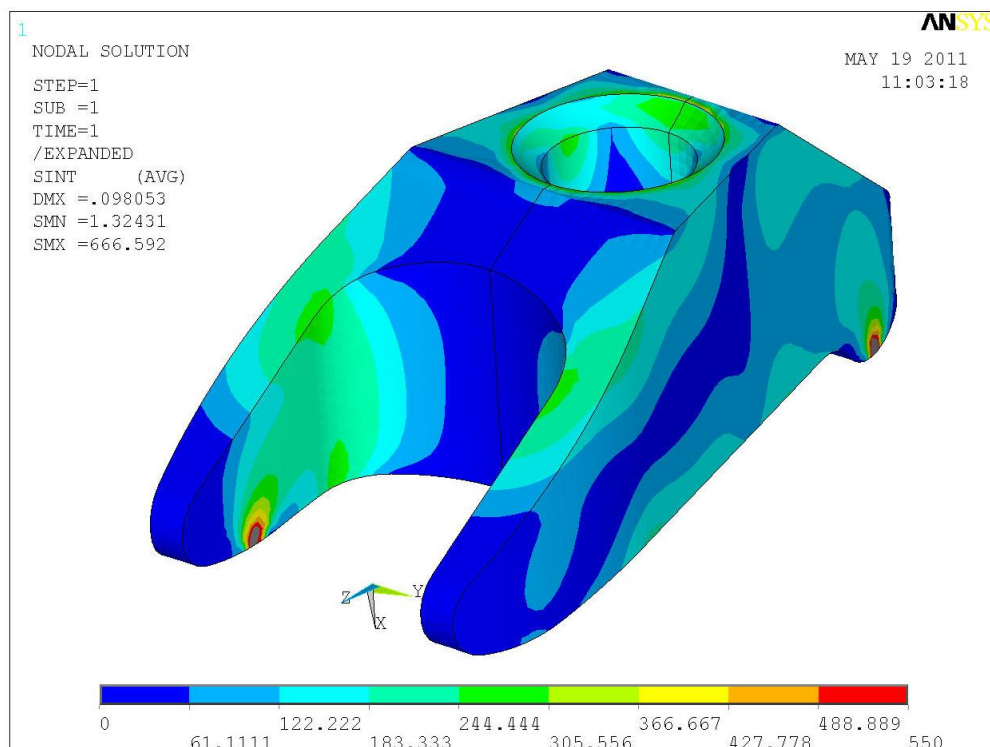 1
NODAL SOLUTION
STEP=1
SUB =1
TIME=1
/EXPANDED
SINT (AVG)
DMX =.098053
SMN =1.32431
SMX =666.592
ANSYS
MAY 19 2011
11:03:18
Z
Y
X
0 122.222 244.444 366.667 488.889
61.1111 183.333 305.556 427.778 550